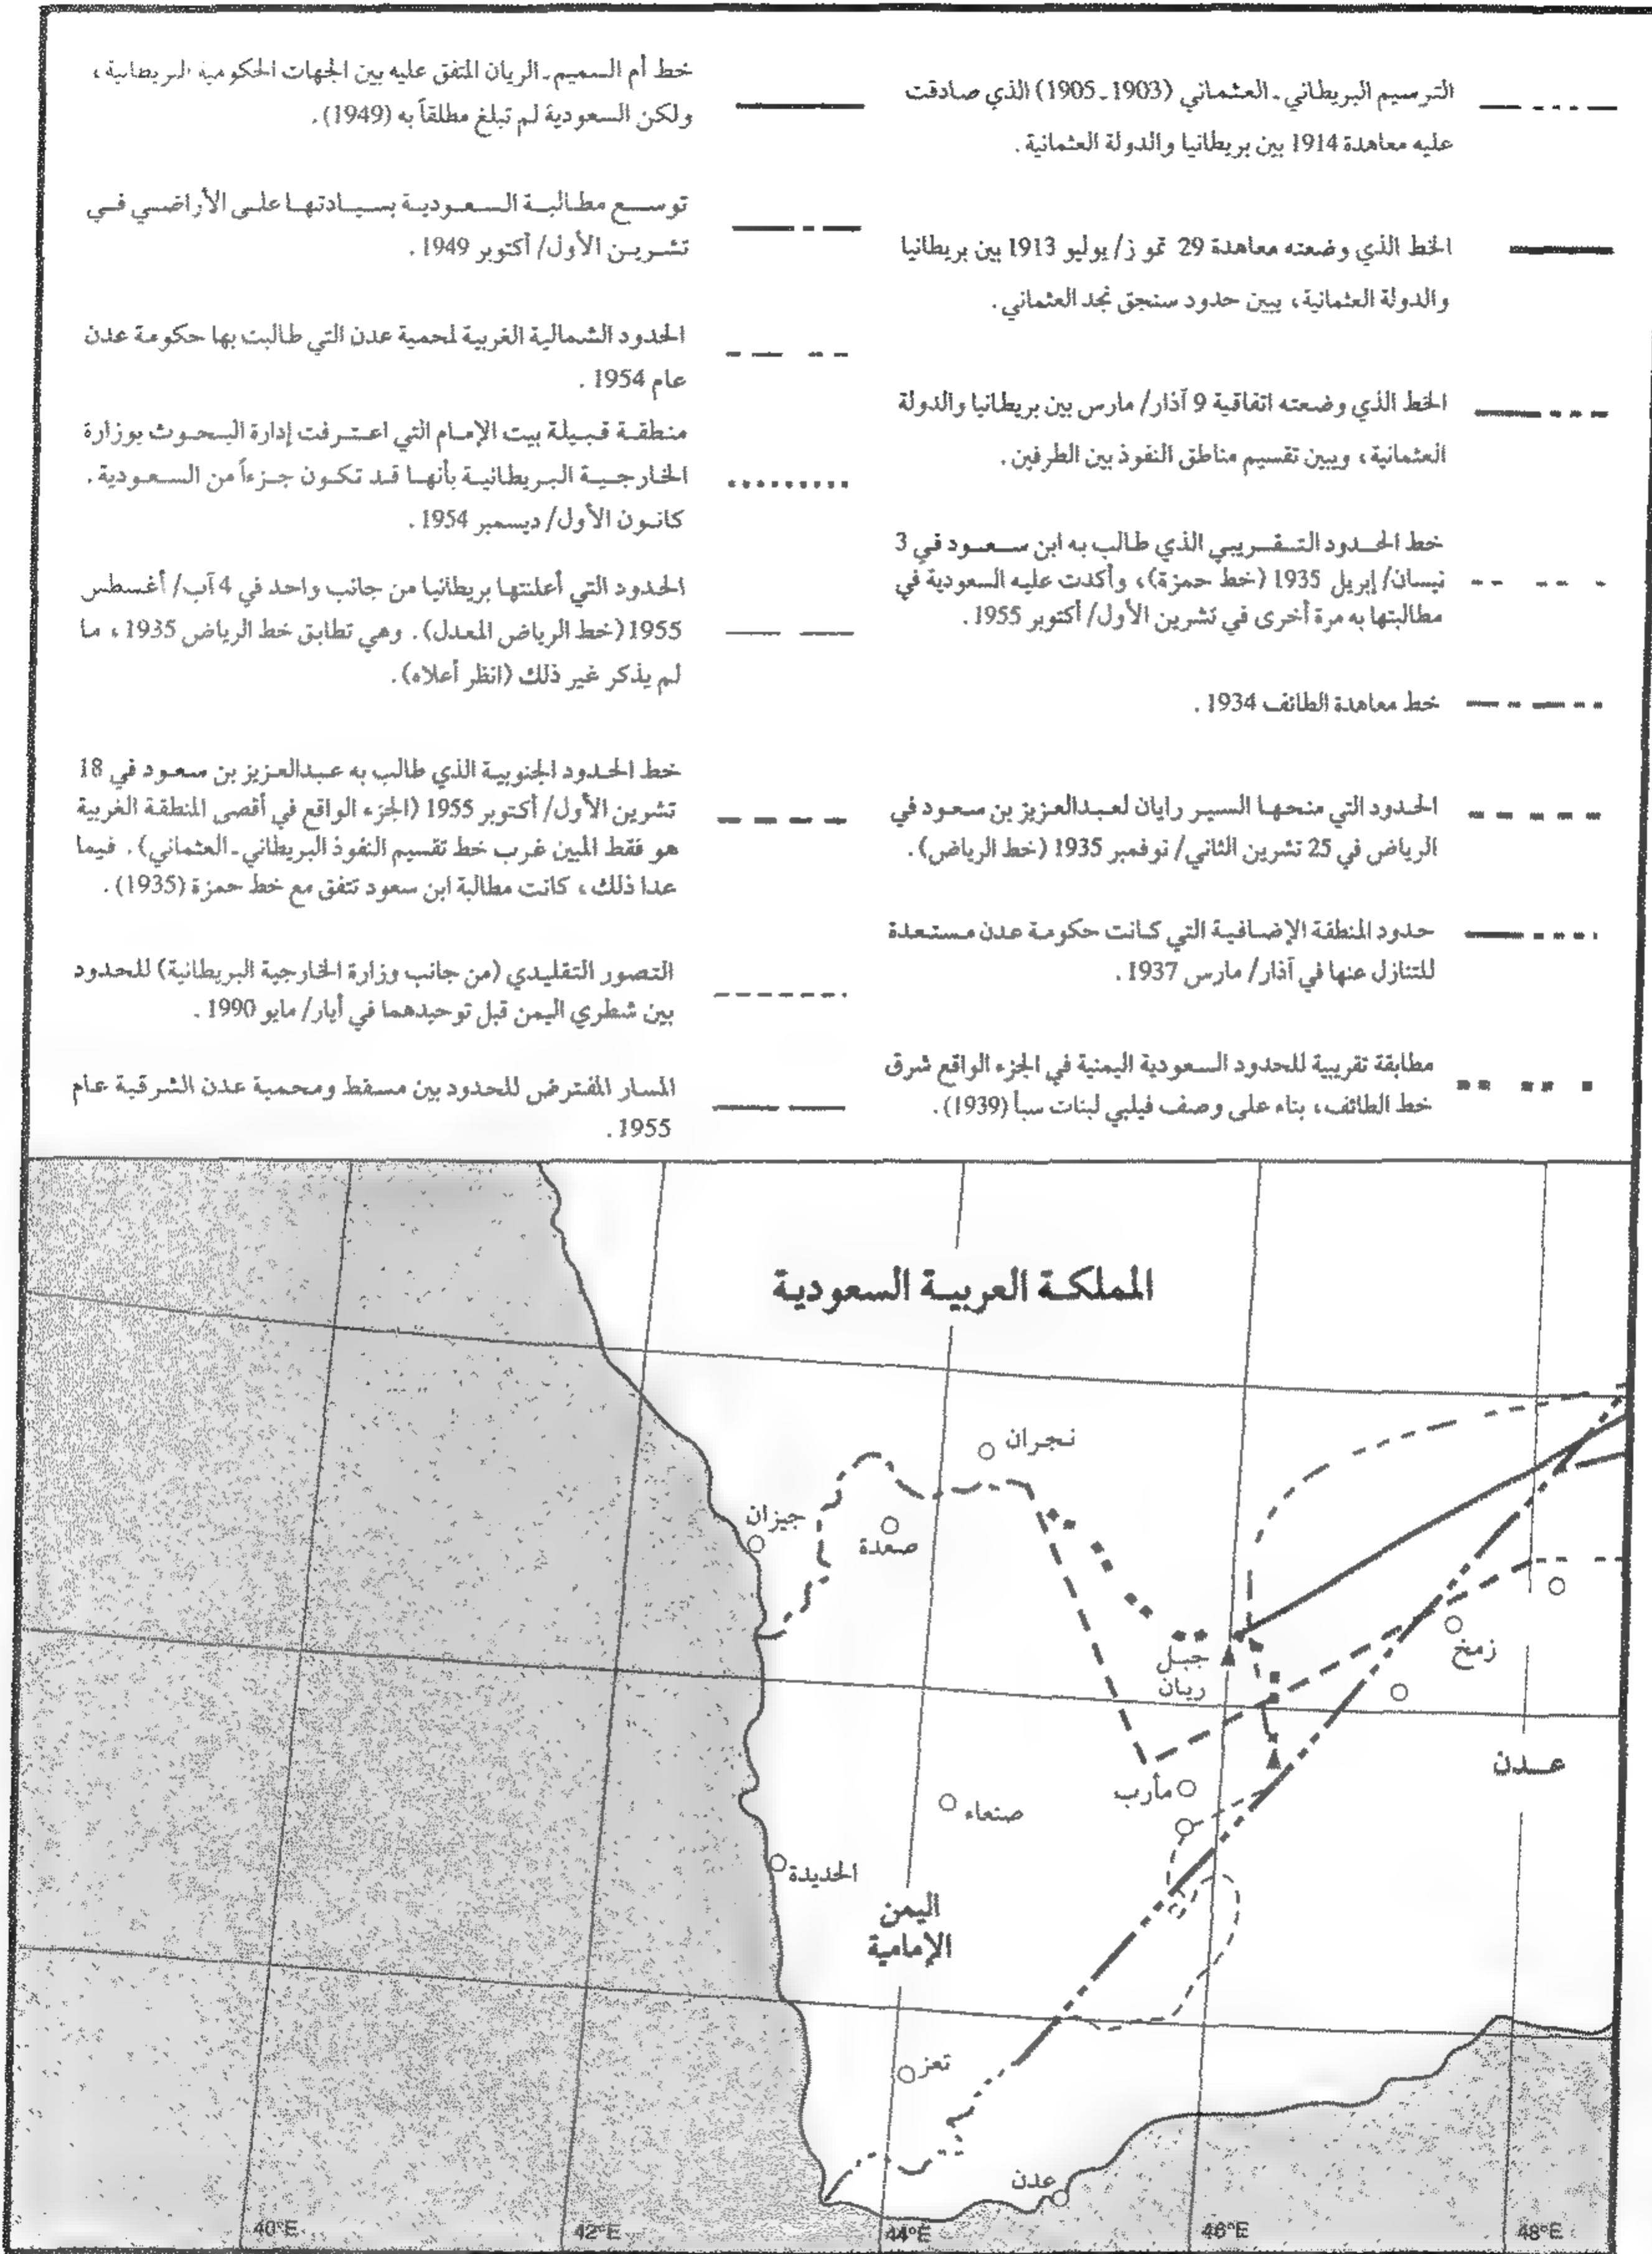 الترسيم البريطاني ـ العثماني (1903ـ1905) الذي صادقت
عليه معاهدة 1914 بين بريطانيا والدولة العثمانية .
الخط الذي وضعته معاهدة 29 تموز/ يوليو 1913 بين بريطانيا
والدولة العثمانية، يبين حدود سنجق نجد العثماني .
الخط الذي وضعته اتفاقية 9 آذار/ مارس بين بريطانيا والدولة
العثمانية، ويبين تقسيم مناطق النفوذ بين الطرفين .
خط الحدود التقريبي الذي طالب به ابن سعود في 3
نيسان/ إبريل 1935 (خط حمزة)، وأكدت عليه السعودية في
مطالبتها به مرة أخرى في تشرين الأول/ أكتوبر 1955 .
خط معاهدة الطائف 1934 .
الحدود التي منحها السير رايان لعبدالعزيز بن سعود في
الرياض في 25 تشرين الثاني/ نوفمبر 1935 (خط الرياض) .
حدود المنطقة الإضافية التي كانت حكومة عدن مستعدة
للتنازل عنها في آذار/ مارس 1937 .
مطابقة تقريبية للحدود السعودية اليمنية في الجزء الواقع شرق
خط الطائف، بناء على وصف فيلبي لبنات سبأ (1939) .
خط أم السميم ـ الريان المتفق عليه بين الجهات الحكومية البريطانية،
ولكن السعودية لم تبلغ مطلقاً به (1949) .
توسع مطالبة السعودية بسيادتها على الأراضي في
تشرين الأول/ أكتوبر 1949 .
الحدود الشمالية الغربية لمحمية عدن التي طالبت بها حكومة عدن
عام 1954 .
منطقة قبيلة بيت الإمام التي اعترفت إدارة البحوث بوزارة
الخارجية البريطانية بأنها قد تكون جزءاً من السعودية .
كانون الأول/ ديسمبر 1954 .
الحدود التي أعلنتها بريطانيا من جانب واحد في 4 آب/ أغسطس
1955 (خط الرياض المعدل) . وهي تطابق خط الرياض 1935، ما
لم يذكر غير ذلك (انظر أعلاه) .
خط الحدود الجنوبية الذي طالب به عبدالعزيز بن سعود في 18
تشرين الأول/ أكتوبر 1955 (الجزء الواقع في أقصى المنطقة الغربية
هو فقط المبين غرب خط تقسيم النفوذ البريطاني ـ العثماني) . فيما
عدا ذلك، كانت مطالبة ابن سعود تتفق مع خط حمزة (1935) .
التصور التقليدي (من جانب وزارة الخارجية البريطانية) للحدود
بين شطري اليمن قبل توحيدهما في أيار/ مايو 1990 .
المسار المفترض للحدود بين مسقط ومحمية عدن الشرقية عام
1955 .
المملكة العربية السعودية
نجران
جيزان
صعدة
جبل
ريان
زمخ
عدن
مأرب
صنعاء
الحديدة
اليمن
الإمامية
تعز
عدن
40°E
42°E
44°E
46°E
48°E